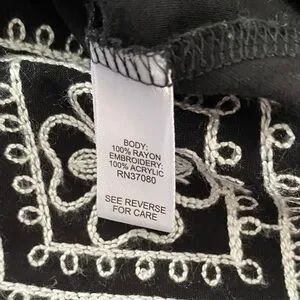 BODY:
100% RAYON
EMBROIDERY:
100% ACRYLIC
RN37080
SEE REVERSE
FOR CARE